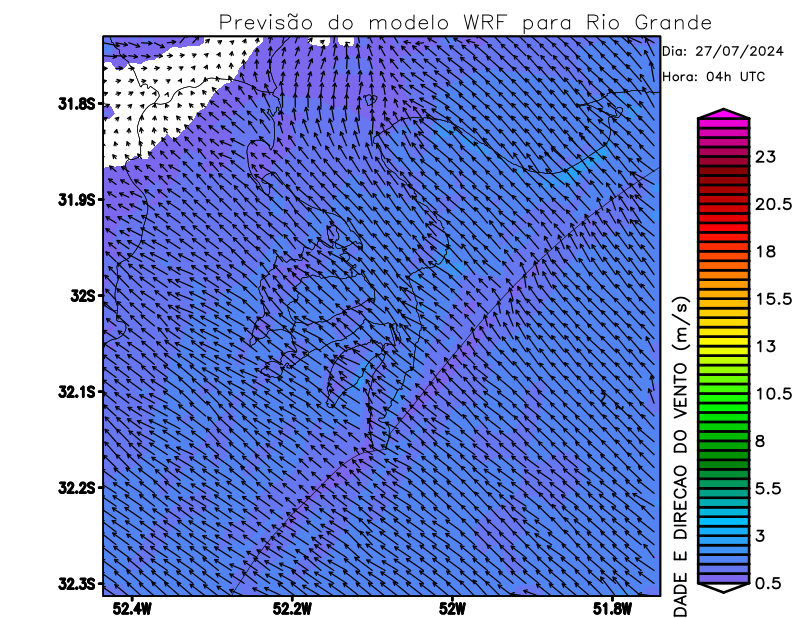 Previsão do modelo WRF para Rio Grande
Dia: 27/07/2024
Hora: 04h UTC
31.8S
31.9S
32S
32.1S
32.2S
32.3S
52.4W
52.2W
52W
51.8W
DADE E DIRECAO DO VENTO (m/s)
23
20.5
18
15.5
13
10.5
8
5.5
3
0.5